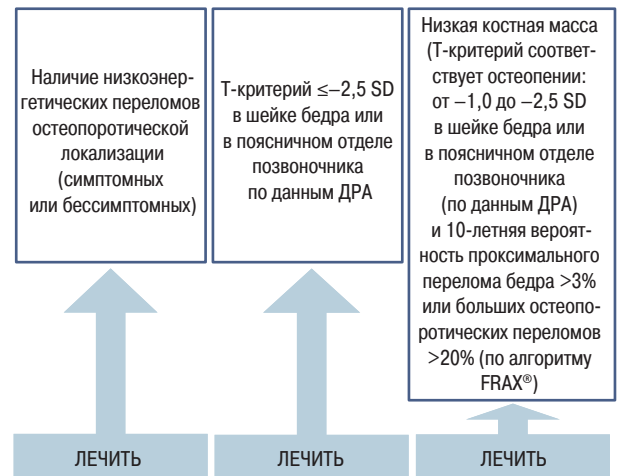 Наличие низкоэнер-
гетических переломов
остеопоротической
локализации
(симптомных
или бессимптомных)
Т-критерий ≤−2,5 SD
в шейке бедра или
в поясничном отделе
позвоночника
по данным ДРА
Низкая костная масса
(Т-критерий соответ-
ствует остеопении:
от −1,0 до −2,5 SD
в шейке бедра или
в поясничном отделе
позвоночника
(по данным ДРА)
и 10-летняя вероят-
ность проксимального
перелома бедра >3%
или больших остеопо-
ротических переломов
>20% (по алгоритму
FRAX®)
ЛЕЧИТЬ
ЛЕЧИТЬ
ЛЕЧИТЬ